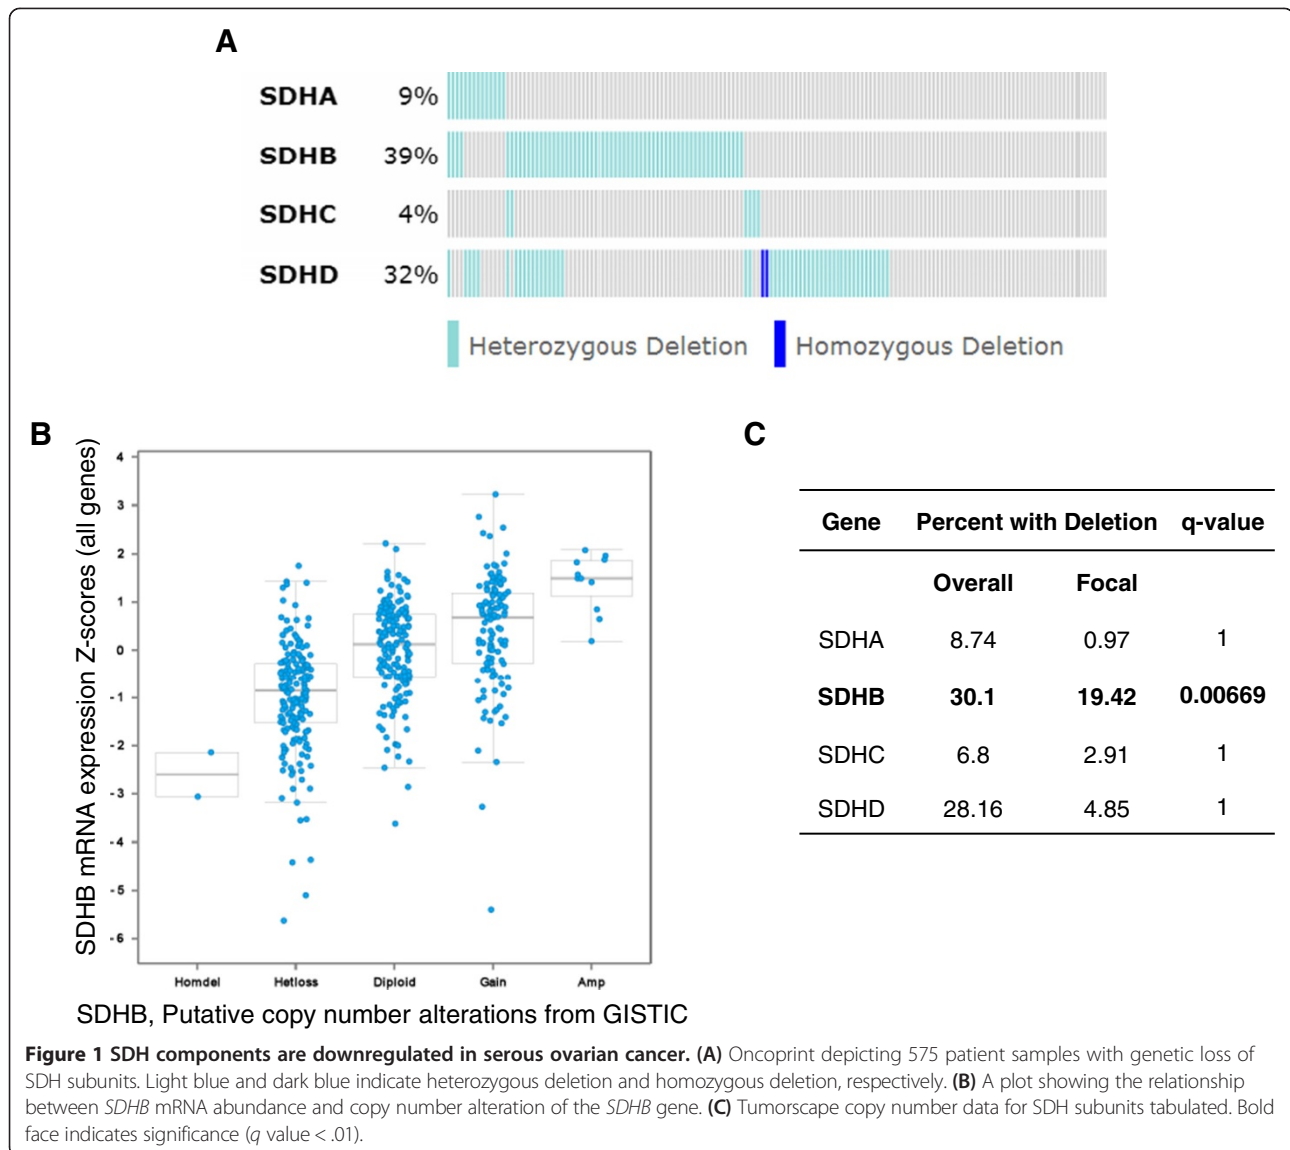 A
SDHA 9%
SDHB 39%
SDHC 4%
SDHD 32%
Heterozygous Deletion Homozygous Deletion
B
SDHB mRNA expression Z-scores (all genes)
4
3
2
1
0
-1
-2
-3
-4
-5
-6
Homdel Hetloss Diploid Gain Amp
SDHB, Putative copy number alterations from GISTIC
C
Gene Percent with Deletion q-value
Overall Focal
SDHA 8.74 0.97 1
SDHB 30.1 19.42 0.00669
SDHC 6.8 2.91 1
SDHD 28.16 4.85 1
Figure 1 SDH components are downregulated in serous ovarian cancer. (A) Oncoprint depicting 575 patient samples with genetic loss of
SDH subunits. Light blue and dark blue indicate heterozygous deletion and homozygous deletion, respectively. (B) A plot showing the relationship
between SDHB mRNA abundance and copy number alteration of the SDHB gene. (C) Tumorscape copy number data for SDH subunits tabulated. Bold
face indicates significance (q value < .01).